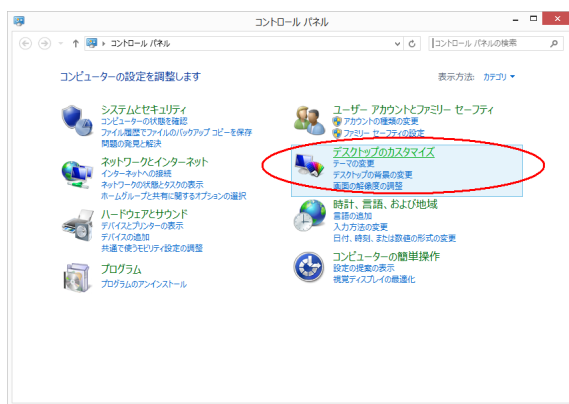 コントロール パネル
コントロール パネル
コントロール パネルの検索
コンピューターの設定を調整します
表示方法: カテゴリ
システムとセキュリティ
コンピューターの状態を確認
ファイル履歴でファイルのバックアップ コピーを保存
問題の発見と解決
ネットワークとインターネット
インターネットへの接続
ネットワークの状態とタスクの表示
ホームグループと共有に関するオプションの選択
ハードウェアとサウンド
デバイスとプリンターの表示
デバイスの追加
共通で使うモビリティ設定の調整
プログラム
プログラムのアンインストール
ユーザー アカウントとファミリー セーフティ
アカウントの種類の変更
ファミリー セーフティの設定
デスクトップのカスタマイズ
テーマの変更
デスクトップの背景の変更
画面の解像度の調整
時計、言語、および地域
言語の追加
入力方法の変更
日付、時刻、または数値の形式の変更
コンピューターの簡単操作
設定の提案の表示
視覚ディスプレイの最適化